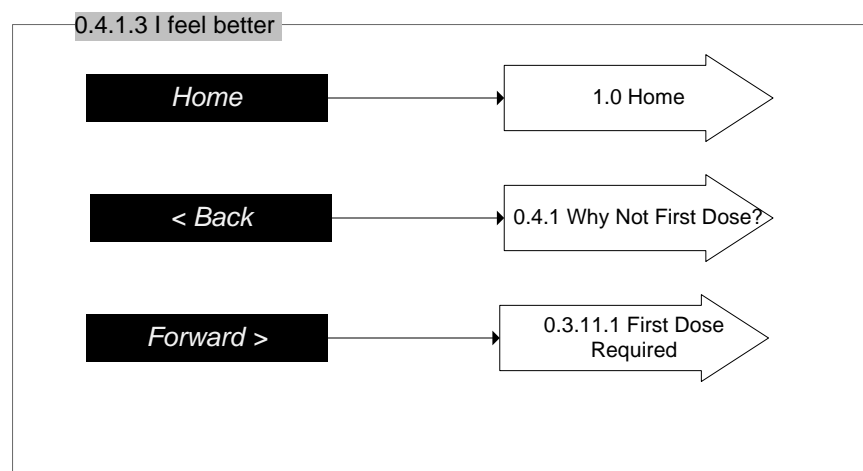 0.4.1.3 I feel better
Home
1.0 Home
< Back
0.4.1 Why Not First Dose?
Forward >
0.3.11.1 First Dose
Required